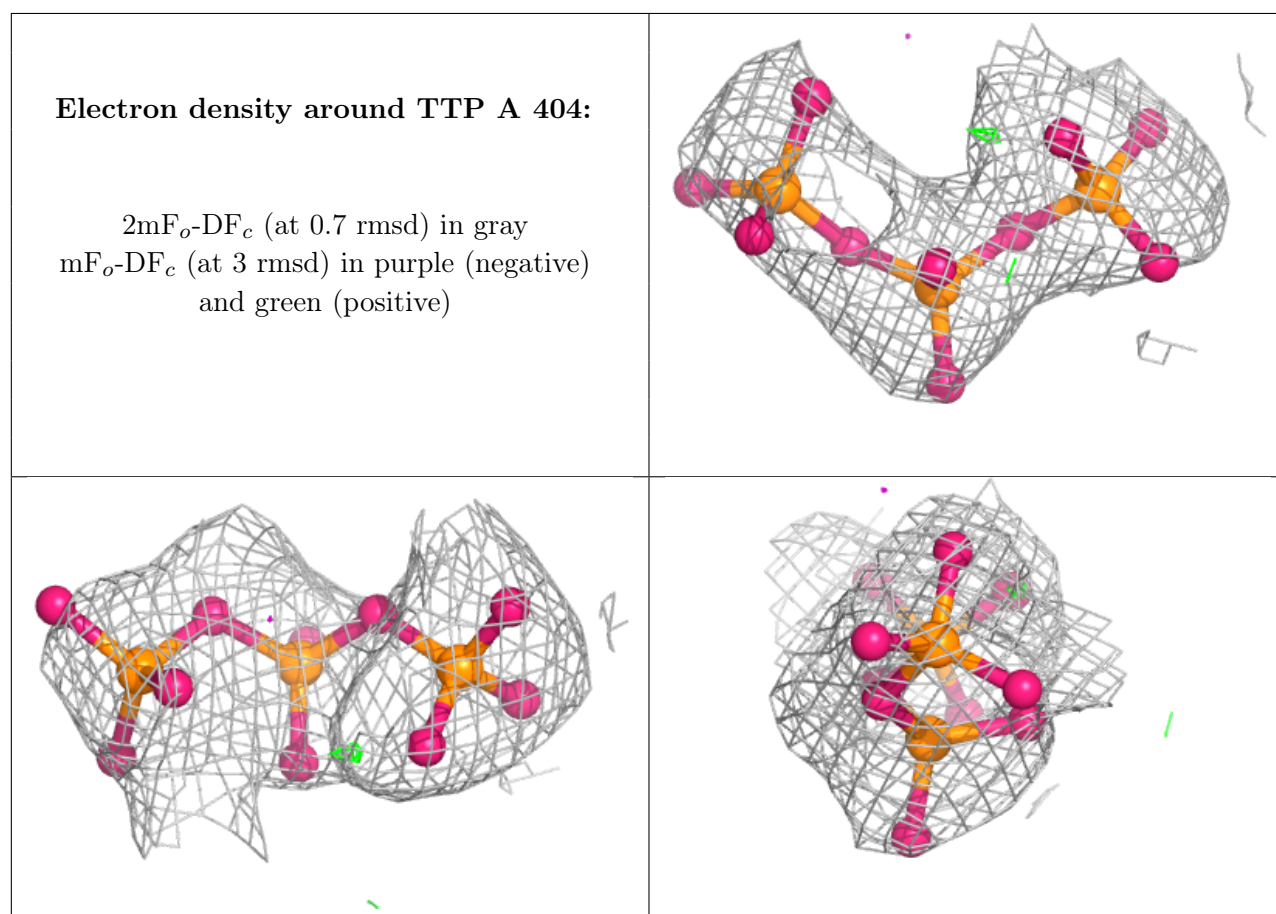 Electron density around TTP A 404:
2mFo-DFc (at 0.7 rmsd) in gray
mFo-DFc (at 3 rmsd) in purple (negative)
and green (positive)